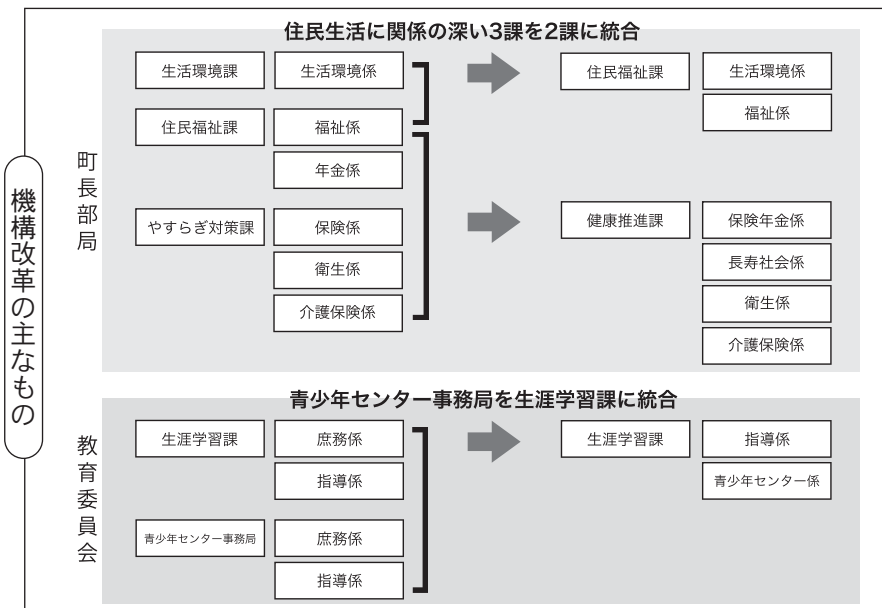 機構改革の主なもの
町長部局
住民生活に関係の深い3課を2課に統合
生活環境課
生活環境係
住民福祉課
福祉係
年金係
やすらぎ対策課
保険係
衛生係
介護保険係
住民福祉課
生活環境係
福祉係
健康推進課
保険年金係
長寿社会係
衛生係
介護保険係
教育委員会
青少年センター事務局を生涯学習課に統合
生涯学習課
庶務係
指導係
青少年センター事務局
庶務係
指導係
生涯学習課
指導係
青少年センター係